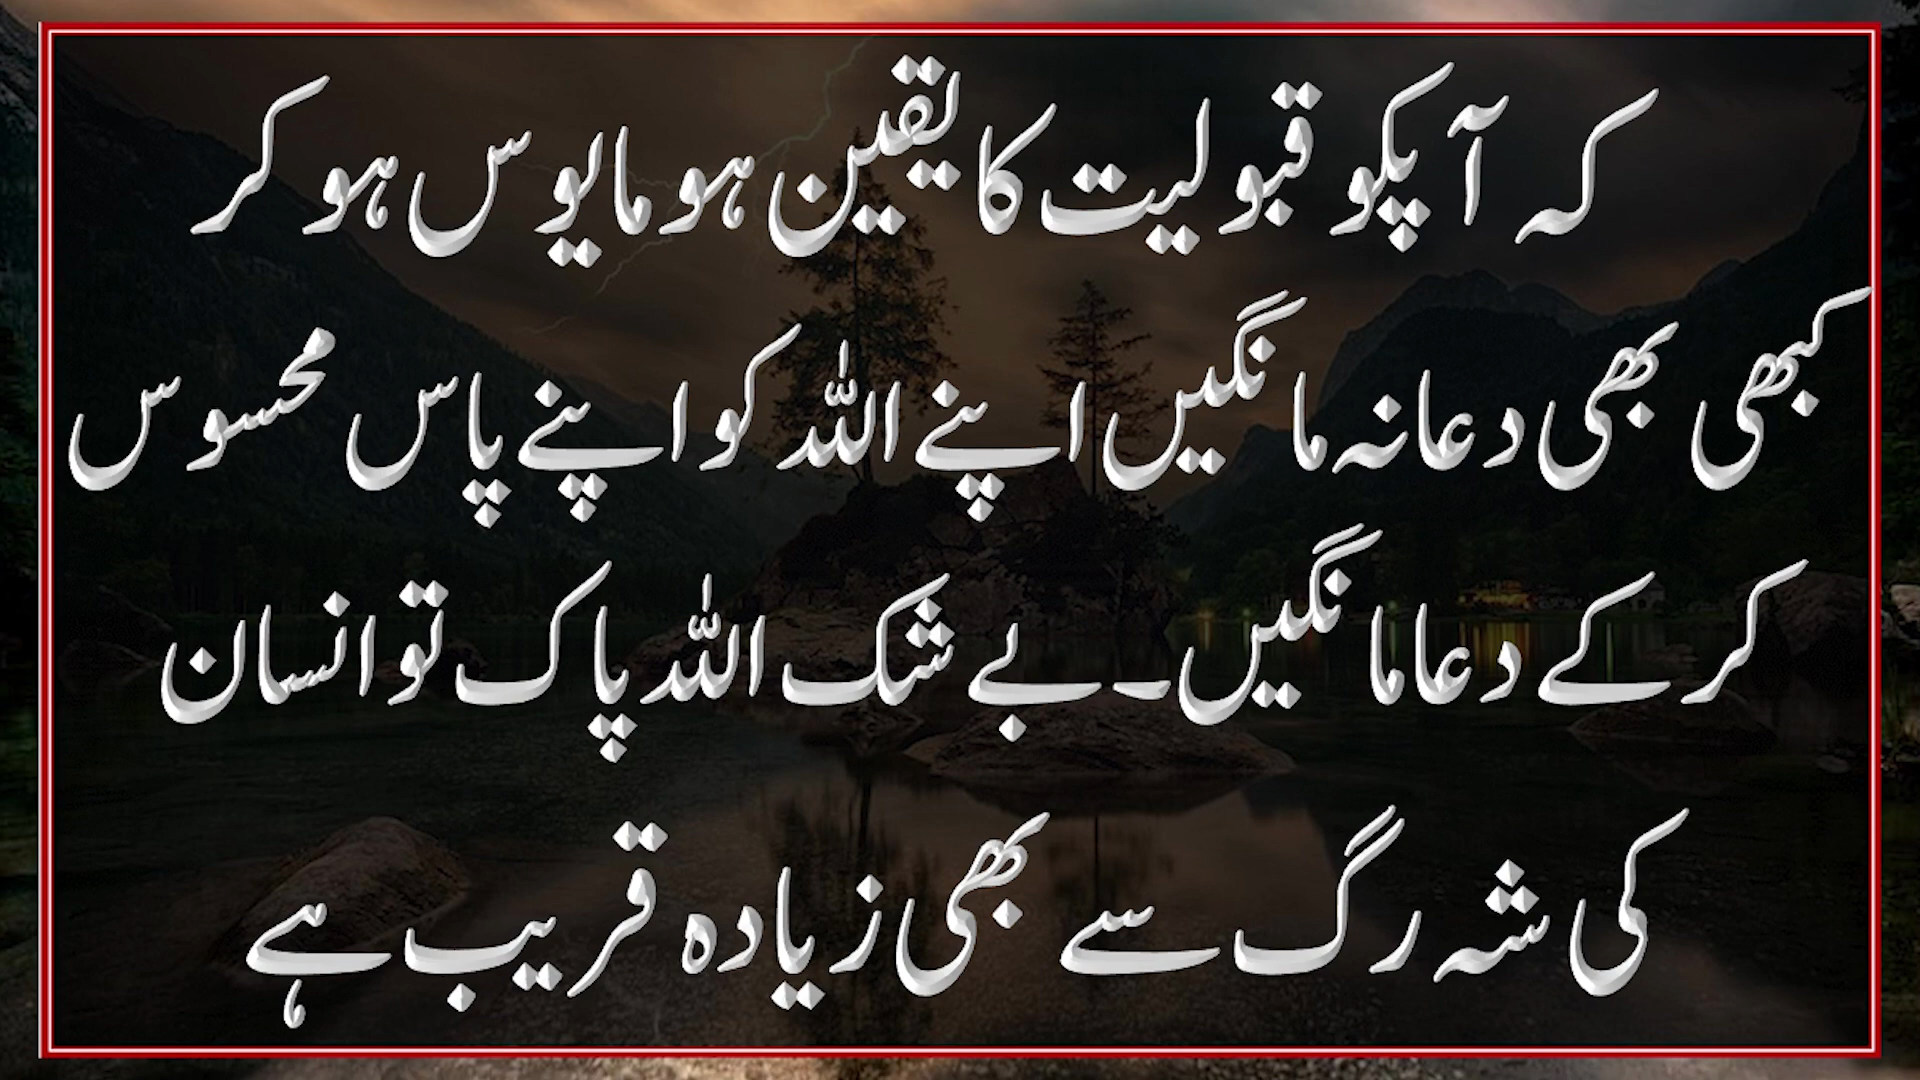 کہ آپکو قبولیت کا یقین ہو مایوس ہو کر
کبھی بھی دعا نہ مانگیں اپنے اللہ کو اپنے پاس محسوس
کر کے دعا مانگیں۔ بے شک اللہ پاک تو انسان
کی شہ رگ سے بھی زیادہ قریب ہے